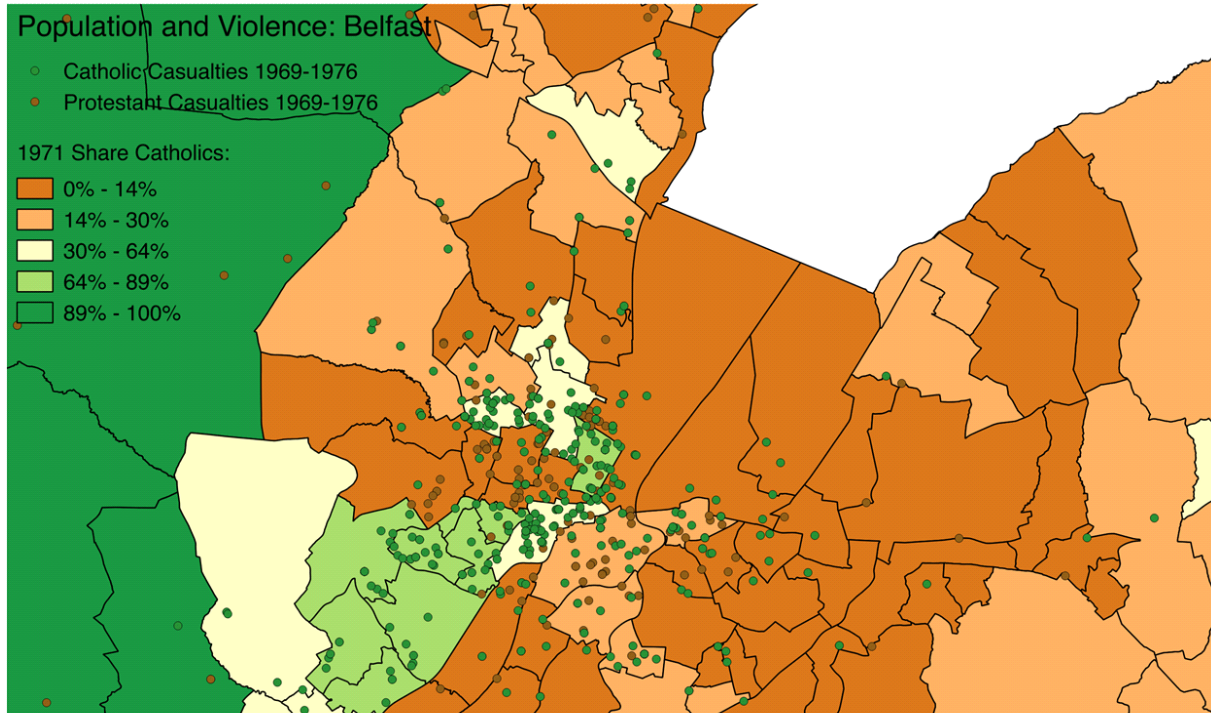 Population and Violence: Belfast
Catholic Casualties 1969-1976
Protestant Casualties 1969-1976
1971 Share Catholics:
0% - 14%
14% - 30%
30% - 64%
64% - 89%
89% - 100%